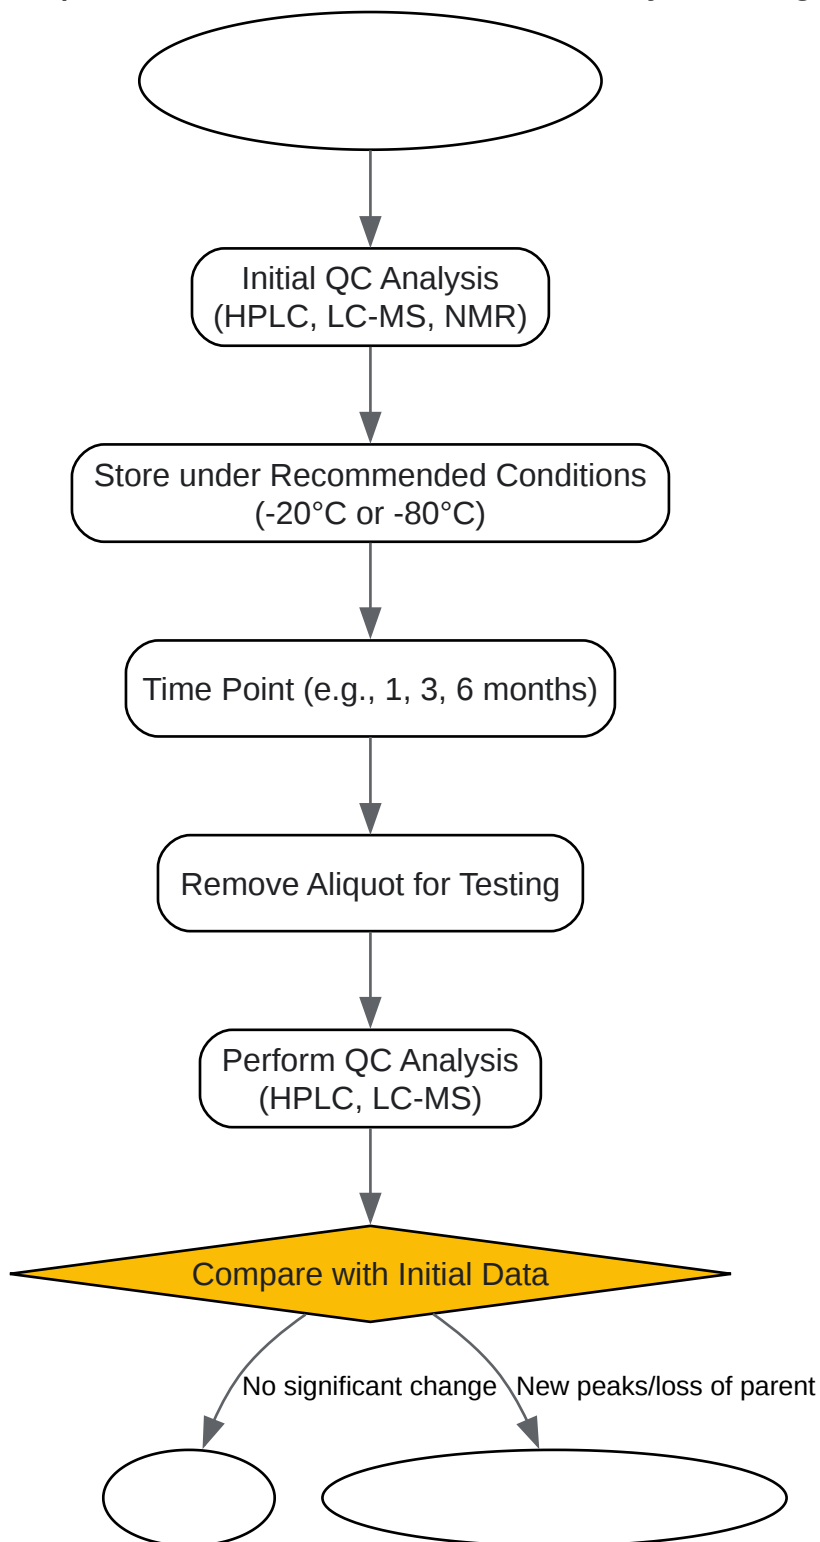 Initial QC Analysis
(HPLC, LC-MS, NMR)
Store under Recommended Conditions
(-20°C or -80°C)
Time Point (e.g., 1, 3, 6 months)
Remove Aliquot for Testing
Perform QC Analysis
(HPLC, LC-MS)
Compare with Initial Data
No significant change
New peaks/loss of parent